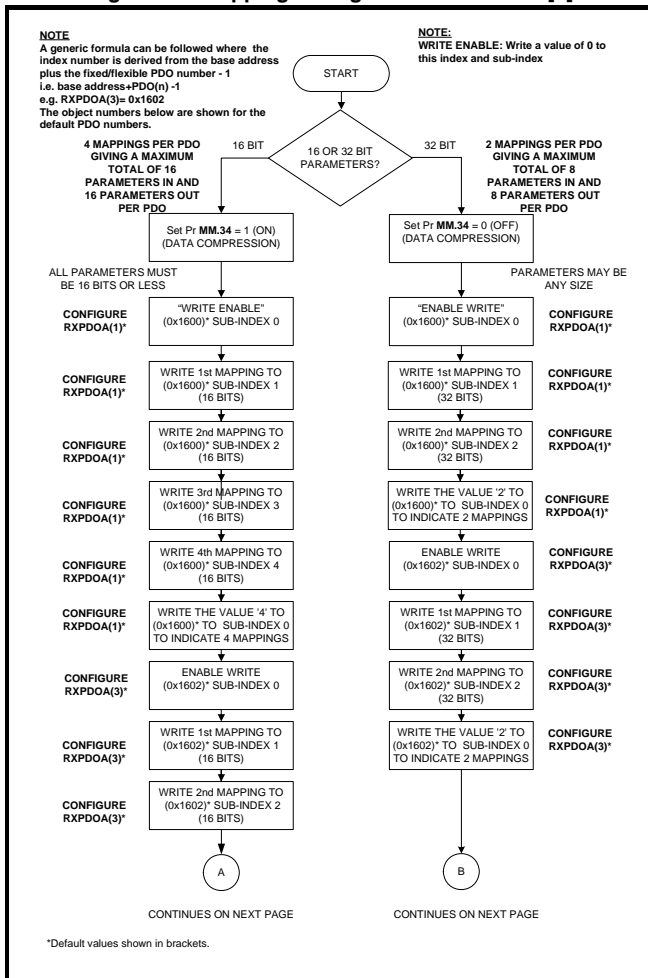 NOTE
A generic formula can be followed where the
index number is derived from the base address
plus the fixed/flexible PDO number - 1
i.e. base address+PDO(n) -1
e.g. RXPDOA(3)= 0x1602
The object numbers below are shown for the
default PDO numbers.
NOTE:
WRITE ENABLE: Write a value of 0 to
this index and sub-index
START
16 OR 32 BIT
PARAMETERS?
16 BIT
32 BIT
4 MAPPINGS PER PDO
GIVING A MAXIMUM
TOTAL OF 16
PARAMETERS IN AND
16 PARAMETERS OUT
PER PDO
2 MAPPINGS PER PDO
GIVING A MAXIMUM
TOTAL OF 8
PARAMETERS IN AND
8 PARAMETERS OUT
PER PDO
Set Pr MM.34 = 1 (ON)
(DATA COMPRESSION)
Set Pr MM.34 = 0 (OFF)
(DATA COMPRESSION)
ALL PARAMETERS MUST
BE 16 BITS OR LESS
PARAMETERS MAY BE
ANY SIZE
CONFIGURE
RXPDOA(1)*
"WRITE ENABLE"
(0x1600)* SUB-INDEX 0
"ENABLE WRITE"
(0x1600)* SUB-INDEX 0
CONFIGURE
RXPDOA(1)*
CONFIGURE
RXPDOA(1)*
WRITE 1st MAPPING TO
(0x1600)* SUB-INDEX 1
(16 BITS)
WRITE 1st MAPPING TO
(0x1600)* SUB-INDEX 1
(32 BITS)
CONFIGURE
RXPDOA(1)*
CONFIGURE
RXPDOA(1)*
WRITE 2nd MAPPING TO
(0x1600)* SUB-INDEX 2
(16 BITS)
WRITE 2nd MAPPING TO
(0x1600)* SUB-INDEX 2
(32 BITS)
CONFIGURE
RXPDOA(1)*
CONFIGURE
RXPDOA(1)*
WRITE 3rd MAPPING TO
(0x1600)* SUB-INDEX 3
(16 BITS)
WRITE THE VALUE '2' TO
(0x1600)* TO SUB-INDEX 0
TO INDICATE 2 MAPPINGS
CONFIGURE
RXPDOA(1)*
CONFIGURE
RXPDOA(1)*
WRITE 4th MAPPING TO
(0x1600)* SUB-INDEX 4
(16 BITS)
ENABLE WRITE
(0x1602)* SUB-INDEX 0
CONFIGURE
RXPDOA(3)*
CONFIGURE
RXPDOA(1)*
WRITE THE VALUE '4' TO
(0x1600)* TO SUB-INDEX 0
TO INDICATE 4 MAPPINGS
WRITE 1st MAPPING TO
(0x1602)* SUB-INDEX 1
(32 BITS)
CONFIGURE
RXPDOA(3)*
CONFIGURE
RXPDOA(3)*
ENABLE WRITE
(0x1602)* SUB-INDEX 0
WRITE 2nd MAPPING TO
(0x1602)* SUB-INDEX 2
(32 BITS)
CONFIGURE
RXPDOA(3)*
CONFIGURE
RXPDOA(3)*
WRITE 1st MAPPING TO
(0x1602)* SUB-INDEX 1
(16 BITS)
WRITE THE VALUE '2' TO
(0x1602)* TO SUB-INDEX 0
TO INDICATE 2 MAPPINGS
CONFIGURE
RXPDOA(3)*
CONFIGURE
RXPDOA(3)*
WRITE 2nd MAPPING TO
(0x1602)* SUB-INDEX 2
(16 BITS)
A
B
CONTINUES ON NEXT PAGE
CONTINUES ON NEXT PAGE
*Default values shown in brackets.